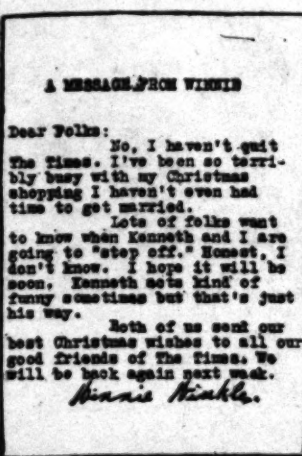 A MESSAGE FROM WINNIE
Dear Folks:
No, I haven't quit
The Times. I've been so terri-
bly busy with my Christmas
shopping I haven't even had
time to get married.
Lots of folks want
to know when Kenneth and I are
going to "step off." Honest, I
don't know. I hope it will be
soon. Kenneth acts kind of
funny sometimes but that's just
his way.
Both of us send our
best Christmas wishes to all our
good friends of The Times. We
will be back again next week.
Winnie Winkle.